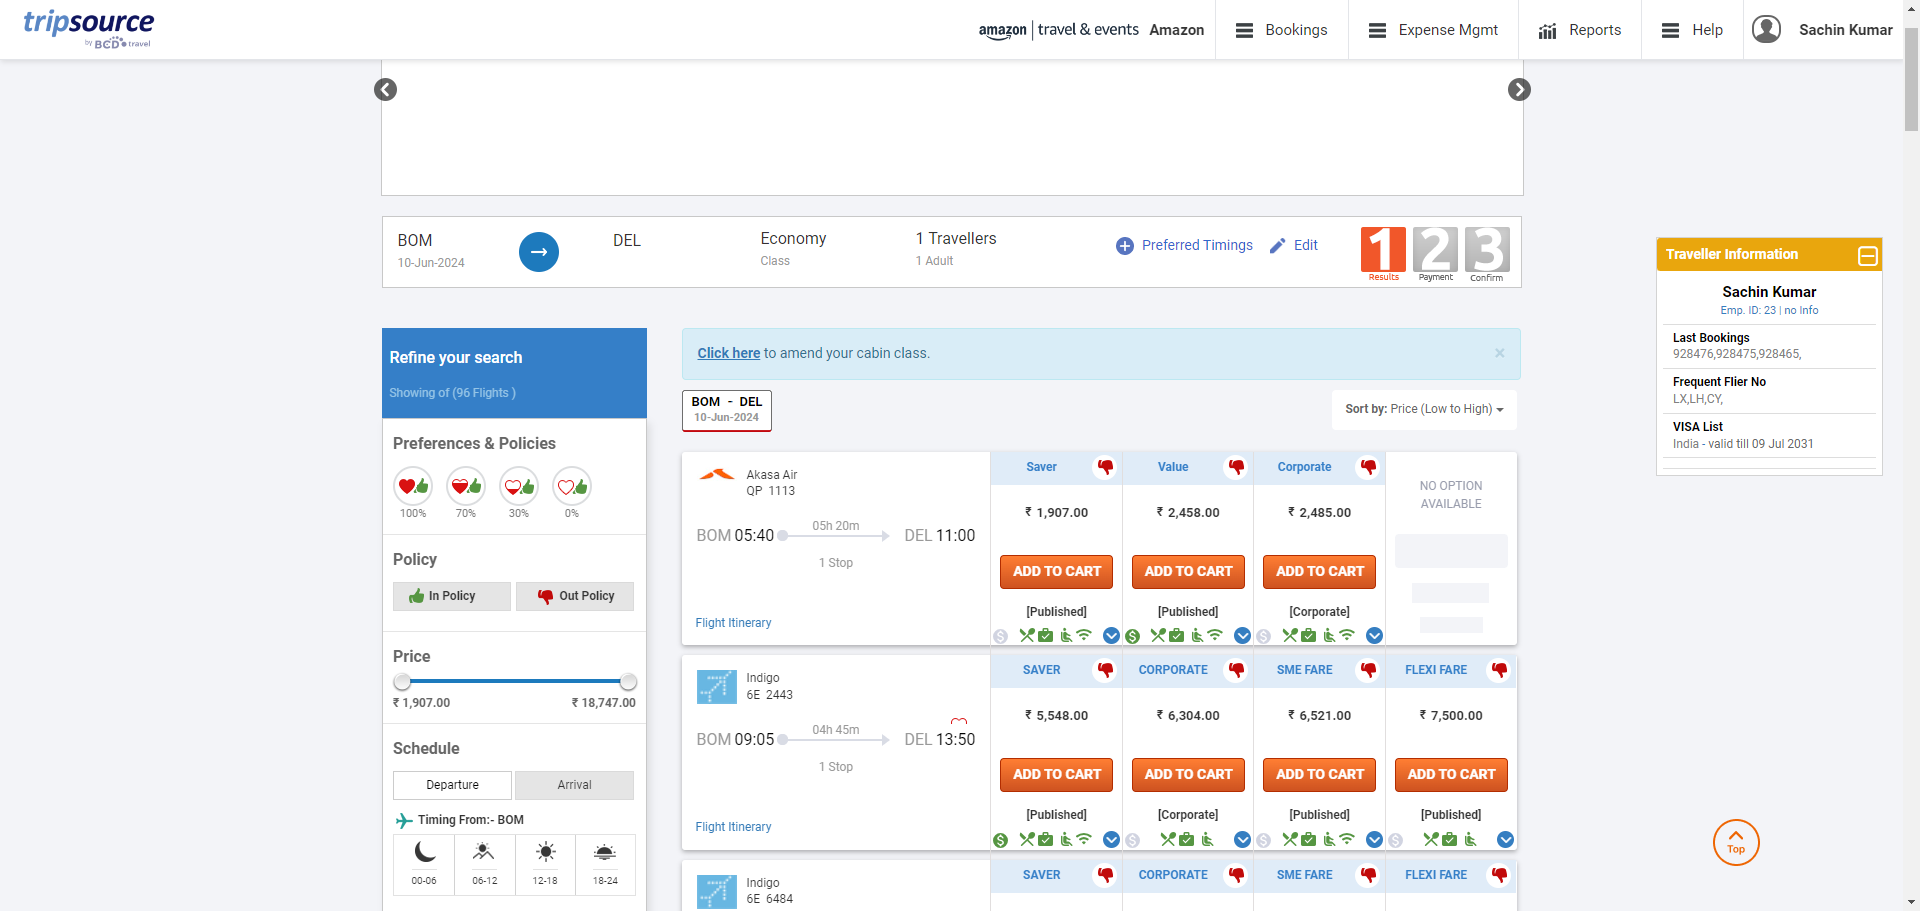 tripsource
by BCD travel
amazon | travel & events Amazon
Bookings
Expense Mgmt
Reports
Help
Sachin Kumar
BOM
10-Jun-2024
DEL
Economy
Class
1 Travellers
1 Adult
Preferred Timings
Edit
1 Results
2 Payment
3 Confirm
Traveller Information
Sachin Kumar
Emp. ID: 23 | no Info
Last Bookings
928476,928475,928465,
Frequent Flier No
LX,LH,CY,
VISA List
India - valid till 09 Jul 2031
Refine your search
Showing of (96 Flights )
Preferences & Policies
100% 70% 30% 0%
Policy
In Policy Out Policy
Price
₹ 1,907.00 ₹ 18,747.00
Schedule
Departure Arrival
Timing From:- BOM
00-06 06-12 12-18 18-24
Click here to amend your cabin class. ×
BOM - DEL
10-Jun-2024
Sort by: Price (Low to High)
Akasa Air
QP 1113
BOM 05:40 05h 20m DEL 11:00
1 Stop
Flight Itinerary
Saver Value Corporate
₹ 1,907.00 ₹ 2,458.00 ₹ 2,485.00
ADD TO CART ADD TO CART ADD TO CART
[Published] [Published] [Corporate]
NO OPTION
AVAILABLE
Indigo
6E 2443
BOM 09:05 04h 45m DEL 13:50
1 Stop
Flight Itinerary
SAVER CORPORATE SME FARE FLEXI FARE
₹ 5,548.00 ₹ 6,304.00 ₹ 6,521.00 ₹ 7,500.00
ADD TO CART ADD TO CART ADD TO CART ADD TO CART
[Published] [Corporate] [Published] [Published]
Indigo
6E 6484
SAVER CORPORATE SME FARE FLEXI FARE
Top